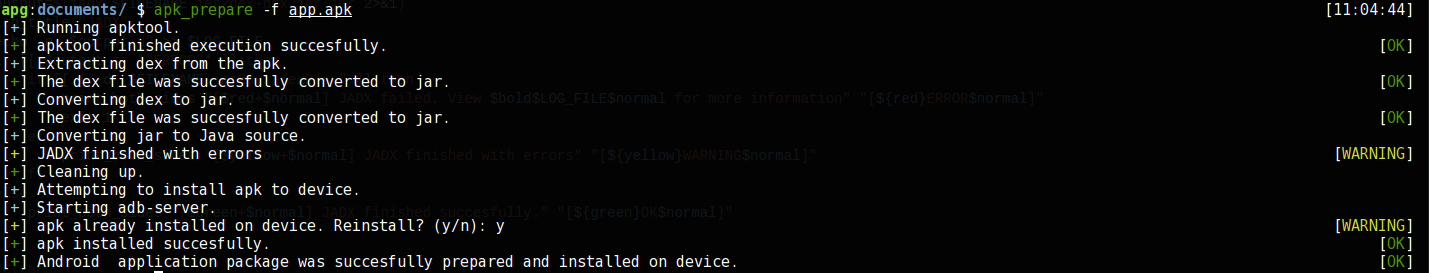 apg:documents/ $ apk_prepare -f app.apk [11:04:44]
[+] Running apktool.
[+] apktool finished execution succesfully. [OK]
[+] Extracting dex from the apk.
[+] The dex file was succesfully converted to jar. [OK]
[+] Converting dex to jar.
[+] The dex file was succesfully converted to jar. [OK]
[+] Converting jar to Java source.
[+] JADX finished with errors [WARNING]
[+] Cleaning up.
[+] Attempting to install apk to device.
[+] Starting adb-server.
[+] apk already installed on device. Reinstall? (y/n): y [WARNING]
[+] apk installed succesfully. [OK]
[+] Android  application package was succesfully prepared and installed on device. [OK]